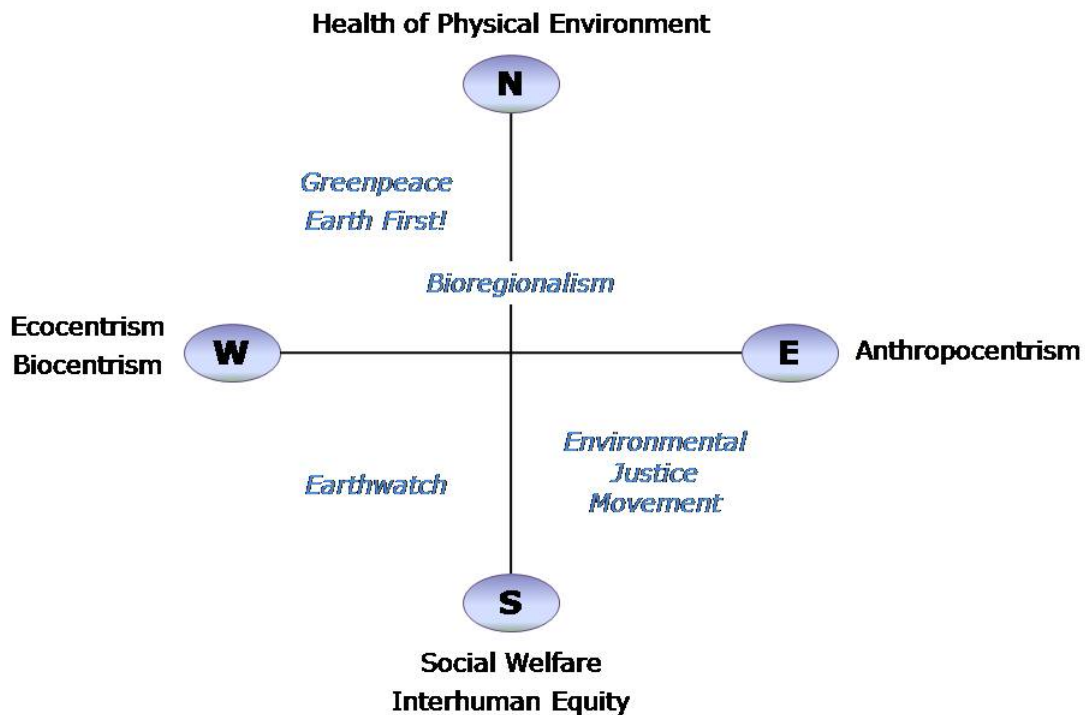 Health of Physical Environment
N
Greenpeace
Earth First!
Bioregionalism
Ecocentrism
Biocentrism
W
E
Anthropocentrism
Earthwatch
Environmental
Justice
Movement
S
Social Welfare
Interhuman Equity